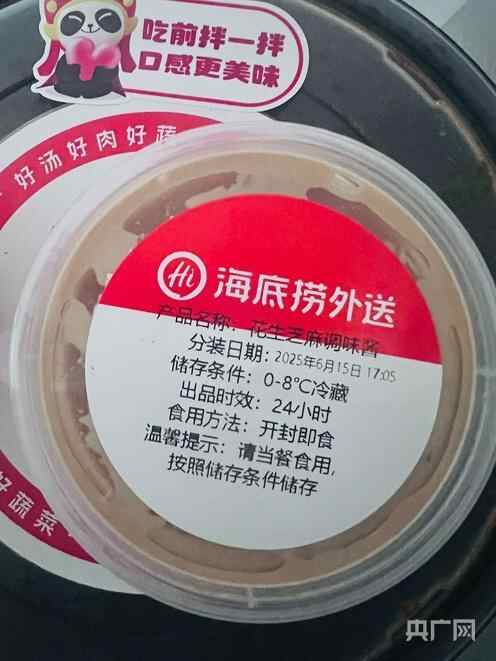 吃前拌一拌
口感更美味
好汤好肉好蔬
Hi 海底捞外送
产品名称：花生芝麻调味酱
分装日期：2025年6月15日 17:05
储存条件：0-8℃冷藏
出品时效：24小时
食用方法：开封即食
温馨提示：请当餐食用，
按照储存条件储存
好蔬菜
央广网